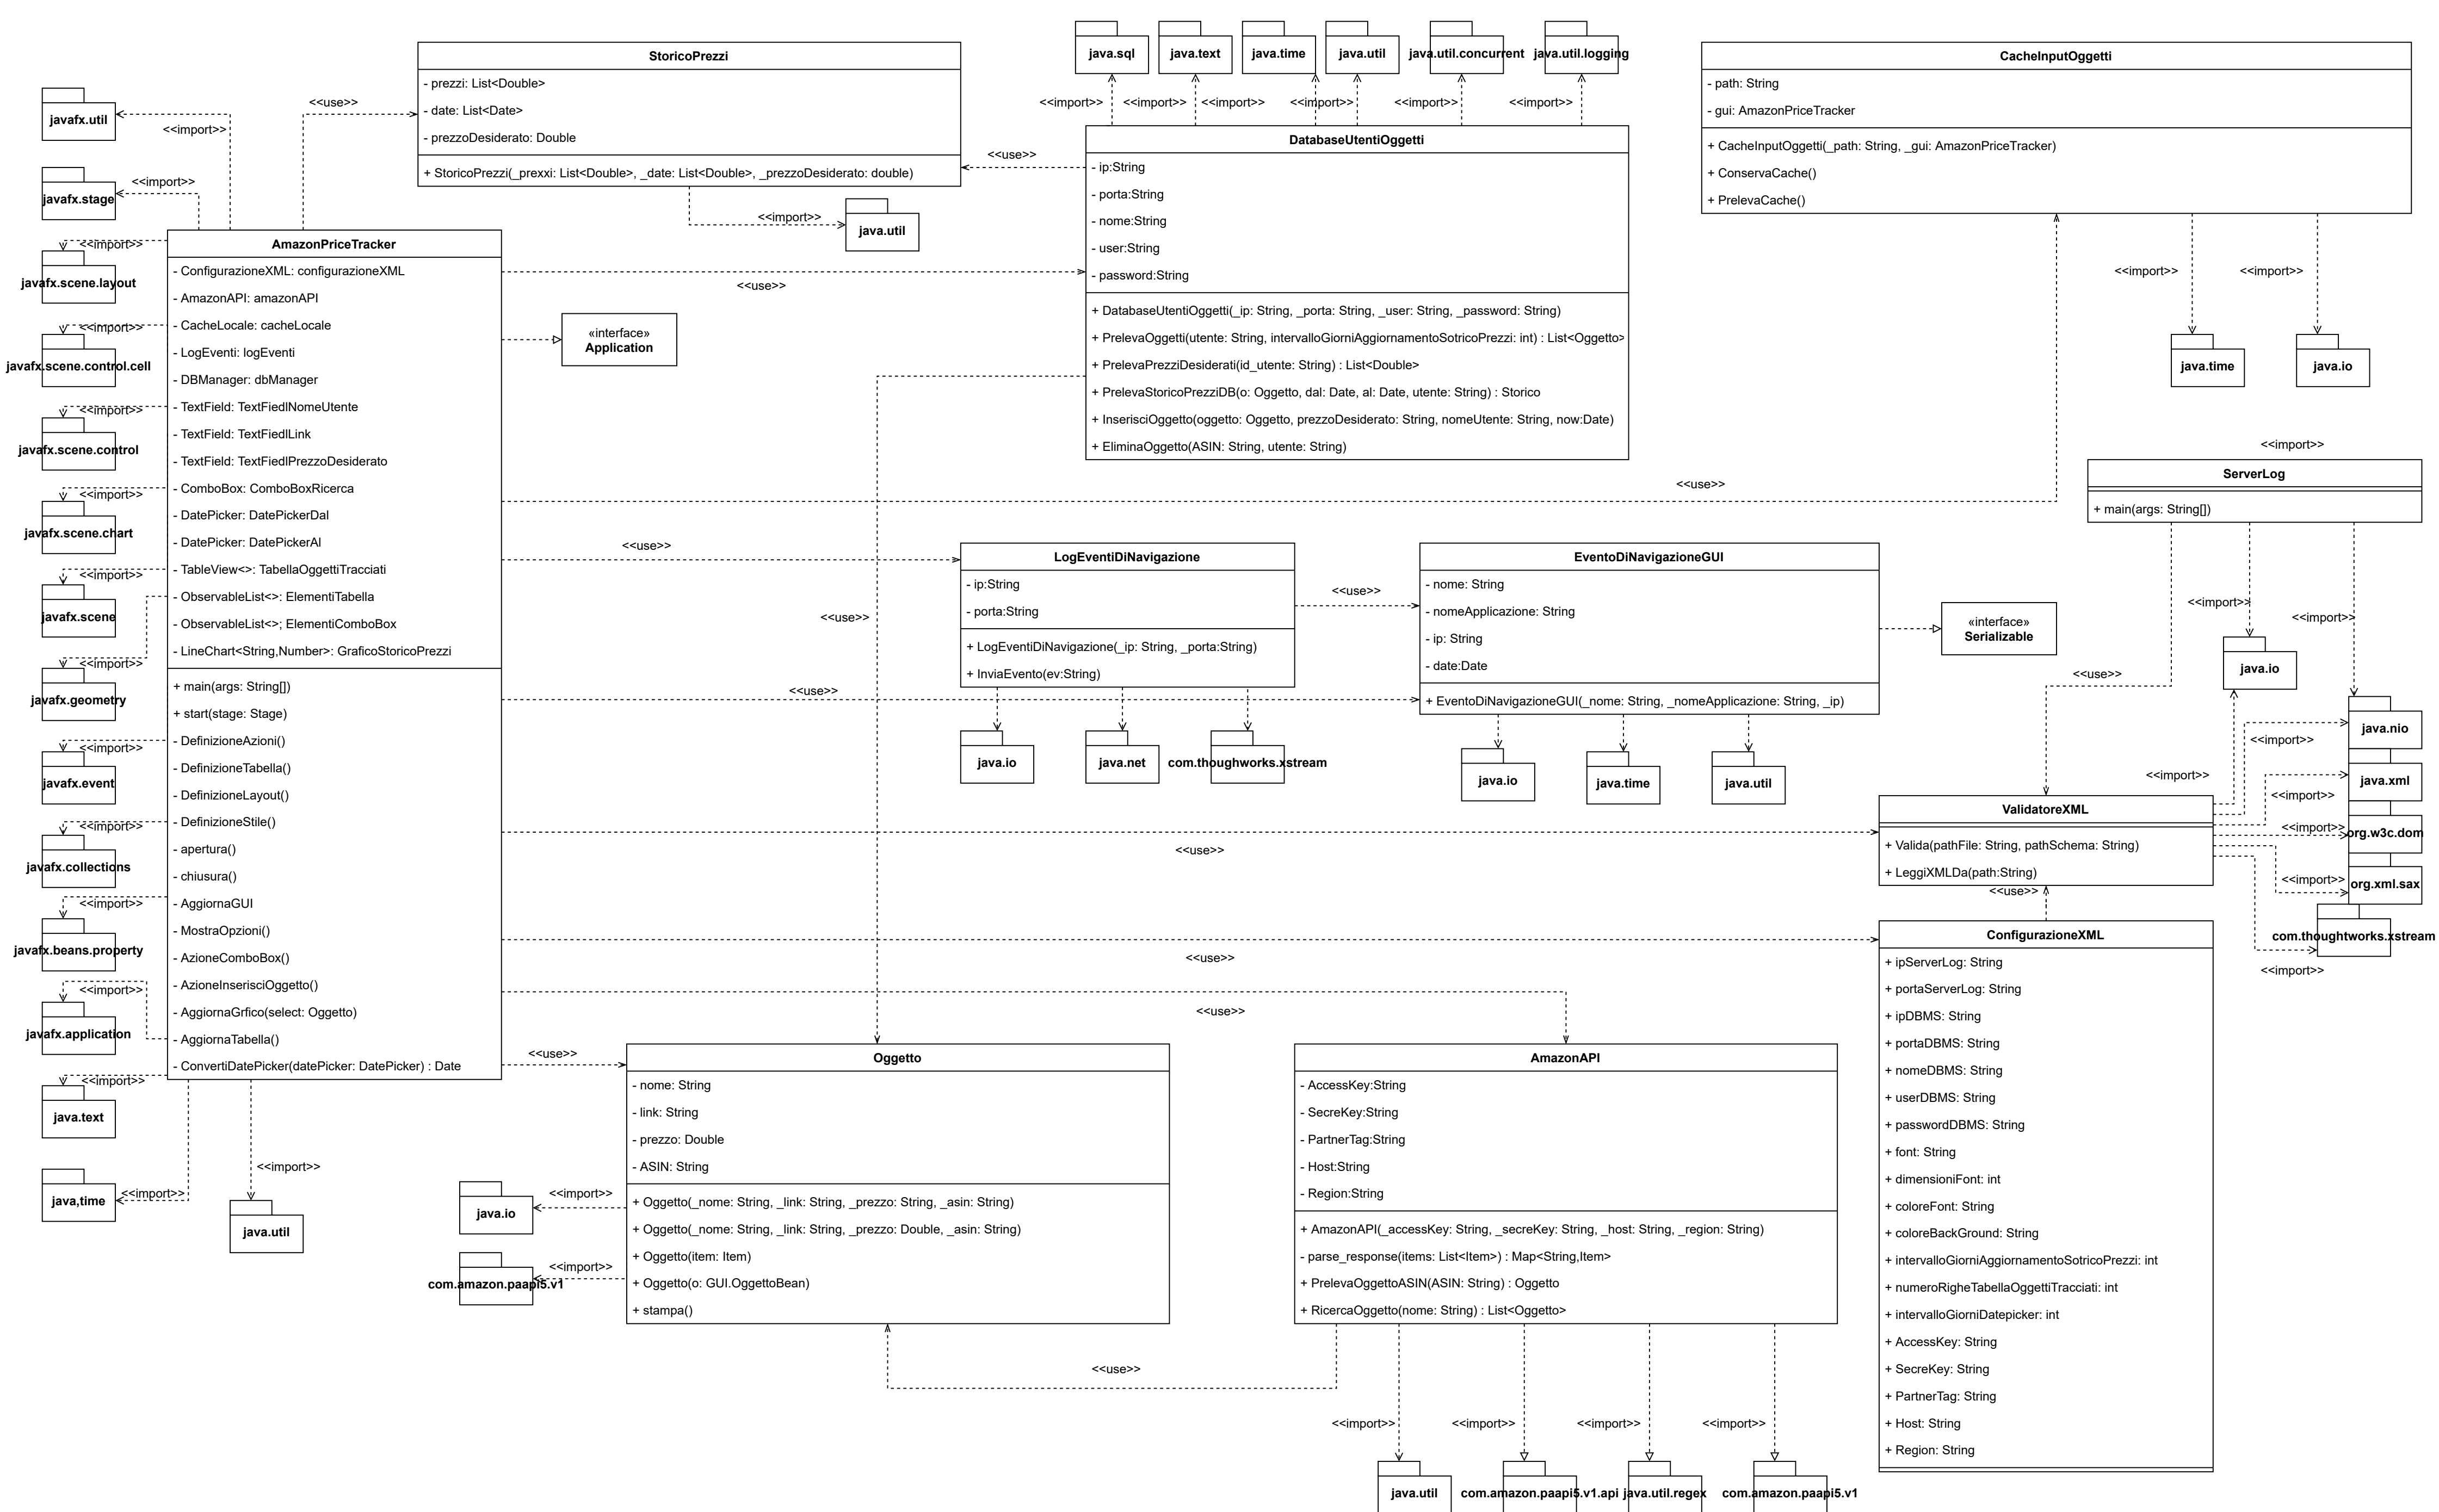 StoricoPrezzi
- prezzi: List<Double>
- date: List<Date>
- prezzoDesiderato: Double
+ StoricoPrezzi(_prexxi: List<Double>, _date: List<Double>, _prezzoDesiderato: double)
<<use>>
<<import>>
java.util
java.sql
java.text
java.time
java.util
java.util.concurrent
java.util.logging
<<import>>
<<import>>
<<import>>
<<import>>
<<import>>
<<import>>
DatabaseUtentiOggetti
- ip:String
- porta:String
- nome:String
- user:String
- password:String
+ DatabaseUtentiOggetti(_ip: String, _porta: String, _user: String, _password: String)
+ PrelevaOggetti(utente: String, intervalloGiorniAggiornamentoSotricoPrezzi: int) : List<Oggetto>
+ PrelevaPrezziDesiderati(id_utente: String) : List<Double>
+ PrelevaStoricoPrezziDB(o: Oggetto, dal: Date, al: Date, utente: String) : Storico
+ InserisciOggetto(oggetto: Oggetto, prezzoDesiderato: String, nomeUtente: String, now:Date)
+ EliminaOggetto(ASIN: String, utente: String)
<<use>>
<<use>>
<<use>>
CacheInputOggetti
- path: String
- gui: AmazonPriceTracker
+ CacheInputOggetti(_path: String, _gui: AmazonPriceTracker)
+ ConservaCache()
+ PrelevaCache()
<<import>>
<<import>>
java.time
java.io
javafx.util
<<import>>
javafx.stage
<<import>>
javafx.scene.layout
<<import>>
javafx.scene.control.cell
<<import>>
javafx.scene.control
<<import>>
javafx.scene.chart
<<import>>
javafx.scene
<<import>>
javafx.geometry
<<import>>
javafx.event
<<import>>
javafx.collections
<<import>>
javafx.beans.property
<<import>>
javafx.application
<<import>>
java.text
<<import>>
java,time
<<import>>
java.util
<<import>>
AmazonPriceTracker
- ConfigurazioneXML: configurazioneXML
- AmazonAPI: amazonAPI
- CacheLocale: cacheLocale
- LogEventi: logEventi
- DBManager: dbManager
- TextField: TextFiedlNomeUtente
- TextField: TextFiedlLink
- TextField: TextFiedlPrezzoDesiderato
- ComboBox: ComboBoxRicerca
- DatePicker: DatePickerDal
- DatePicker: DatePickerAl
- TableView<>: TabellaOggettiTracciati
- ObservableList<>: ElementiTabella
- ObservableList<>; ElementiComboBox
- LineChart<String,Number>: GraficoStoricoPrezzi
+ main(args: String[])
+ start(stage: Stage)
- DefinizioneAzioni()
- DefinizioneTabella()
- DefinizioneLayout()
- DefinizioneStile()
- apertura()
- chiusura()
- AggiornaGUI
- MostraOpzioni()
- AzioneComboBox()
- AzioneInserisciOggetto()
- AggiornaGrfico(select: Oggetto)
- AggiornaTabella()
- ConvertiDatePicker(datePicker: DatePicker) : Date
«interface»
Application
<<use>>
<<use>>
<<use>>
<<use>>
<<use>>
<<use>>
<<use>>
LogEventiDiNavigazione
- ip:String
- porta:String
+ LogEventiDiNavigazione(_ip: String, _porta:String)
+ InviaEvento(ev:String)
java.io
java.net
com.thoughworks.xstream
<<use>>
EventoDiNavigazioneGUI
- nome: String
- nomeApplicazione: String
- ip: String
- date:Date
+ EventoDiNavigazioneGUI(_nome: String, _nomeApplicazione: String, _ip)
java.io
java.time
java.util
«interface»
Serializable
<<import>>
ServerLog
+ main(args: String[])
<<use>>
<<import>>
<<import>>
java.io
java.nio
java.xml
org.w3c.dom
org.xml.sax
com.thoughtworks.xstream
<<import>>
<<import>>
<<import>>
<<import>>
<<import>>
<<import>>
ValidatoreXML
+ Valida(pathFile: String, pathSchema: String)
+ LeggiXMLDa(path:String)
<<use>>
ConfigurazioneXML
+ ipServerLog: String
+ portaServerLog: String
+ ipDBMS: String
+ portaDBMS: String
+ nomeDBMS: String
+ userDBMS: String
+ passwordDBMS: String
+ font: String
+ dimensioniFont: int
+ coloreFont: String
+ coloreBackGround: String
+ intervalloGiorniAggiornamentoSotricoPrezzi: int
+ numeroRigheTabellaOggettiTracciati: int
+ intervalloGiorniDatepicker: int
+ AccessKey: String
+ SecreKey: String
+ PartnerTag: String
+ Host: String
+ Region: String
Oggetto
- nome: String
- link: String
- prezzo: Double
- ASIN: String
+ Oggetto(_nome: String, _link: String, _prezzo: String, _asin: String)
+ Oggetto(_nome: String, _link: String, _prezzo: Double, _asin: String)
+ Oggetto(item: Item)
+ Oggetto(o: GUI.OggettoBean)
+ stampa()
<<import>>
java.io
<<import>>
com.amazon.paapi5.v1
<<use>>
AmazonAPI
- AccessKey:String
- SecreKey:String
- PartnerTag:String
- Host:String
- Region:String
+ AmazonAPI(_accessKey: String, _secreKey: String, _host: String, _region: String)
- parse_response(items: List<Item>) : Map<String,Item>
+ PrelevaOggettoASIN(ASIN: String) : Oggetto
+ RicercaOggetto(nome: String) : List<Oggetto>
<<import>>
<<import>>
<<import>>
<<import>>
java.util
com.amazon.paapi5.v1.api
java.util.regex
com.amazon.paapi5.v1